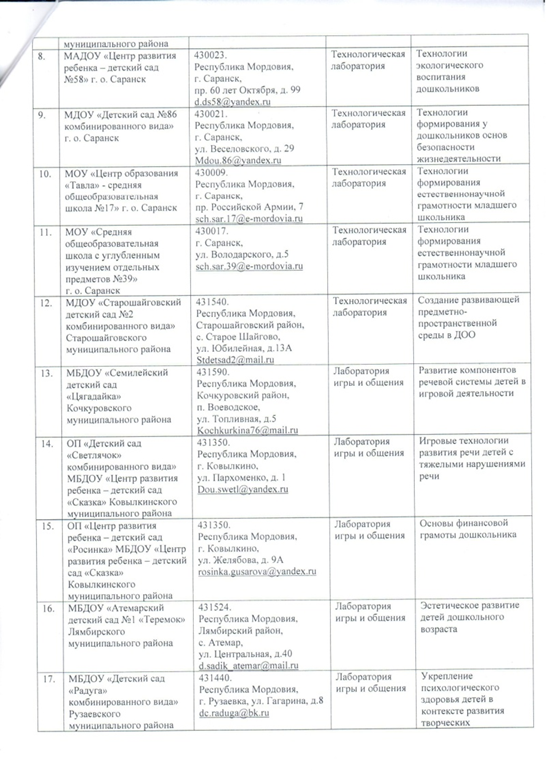 муниципального района
8.
МАДОУ «Центр развития
ребенка – детский сад
№58» г. о. Саранск
430023.
Республика Мордовия,
г. Саранск,
пр. 60 лет Октября, д. 99
d.ds58@yandex.ru
Технологическая
лаборатория
Технологии
экологического
воспитания
дошкольников
9.
МДОУ «Детский сад №86
комбинированного вида»
г. о. Саранск
430021.
Республика Мордовия,
г. Саранск,
ул. Веселовского, д. 29
Mdou.86@yandex.ru
Технологическая
лаборатория
Технологии
формирования у
дошкольников основ
безопасности
жизнедеятельности
10.
МОУ «Центр образования
«Тавла» - средняя
общеобразовательная
школа №17» г. о. Саранск
430009.
Республика Мордовия,
г. Саранск,
пр. Российской Армии, 7
sch.sar.17@e-mordovia.ru
Технологическая
лаборатория
Технологии
формирования
естественнонаучной
грамотности младшего
школьника
11.
МОУ «Средняя
общеобразовательная
школа с углубленным
изучением отдельных
предметов №39»
г. о. Саранск
430017.
г. Саранск,
ул. Володарского, д.5
sch.sar.39@e-mordovia.ru
Технологическая
лаборатория
Технологии
формирования
естественнонаучной
грамотности младшего
школьника
12.
МДОУ «Старошайговский
детский сад №2
комбинированного вида»
Старошайговского
муниципального района
431540.
Республика Мордовия,
Старошайговский район,
с. Старое Шайгово,
ул. Юбилейная, д.13А
Stdetsad2@mail.ru
Технологическая
лаборатория
Создание развивающей
предметно-
пространственной
среды в ДОО
13.
МБДОУ «Семилейский
детский сад
«Цягадайка»
Кочкуровского
муниципального района
431590.
Республика Мордовия,
Кочкуровский район,
п. Воеводское,
ул. Топливная, д.5
Kochkurkina76@mail.ru
Лаборатория
игры и общения
Развитие компонентов
речевой системы детей в
игровой деятельности
14.
ОП «Детский сад
«Светлячок»
комбинированного вида»
МБДОУ «Центр развития
ребенка – детский сад
«Сказка» Ковылкинского
муниципального района
431350.
Республика Мордовия,
г. Ковылкино,
ул. Пархоменко, д. 1
Dou.swetl@yandex.ru
Лаборатория
игры и общения
Игровые технологии
развития речи детей с
тяжелыми нарушениями
речи
15.
ОП «Центр развития
ребенка – детский сад
«Росинка» МБДОУ «Центр
развития ребенка – детский
сад «Сказка»
Ковылкинского
муниципального района
431350.
Республика Мордовия,
г. Ковылкино,
ул. Желябова, д. 9А
rosinka.gusarova@yandex.ru
Лаборатория
игры и общения
Основы финансовой
грамоты дошкольника
16.
МБДОУ «Атемарский
детский сад №1 «Теремок»
Лямбирского
муниципального района
431524.
Республика Мордовия,
Лямбирский район,
с. Атемар,
ул. Центральная, д.40
d.sadik_atemar@mail.ru
Лаборатория
игры и общения
Эстетическое развитие
детей дошкольного
возраста
17.
МБДОУ «Детский сад
«Радуга»
комбинированного вида»
Рузаевского
муниципального района
431440.
Республика Мордовия,
г. Рузаевка, ул. Гагарина, д.8
dc.raduga@bk.ru
Лаборатория
игры и общения
Укрепление
психологического
здоровья детей в
контексте развития
творческих